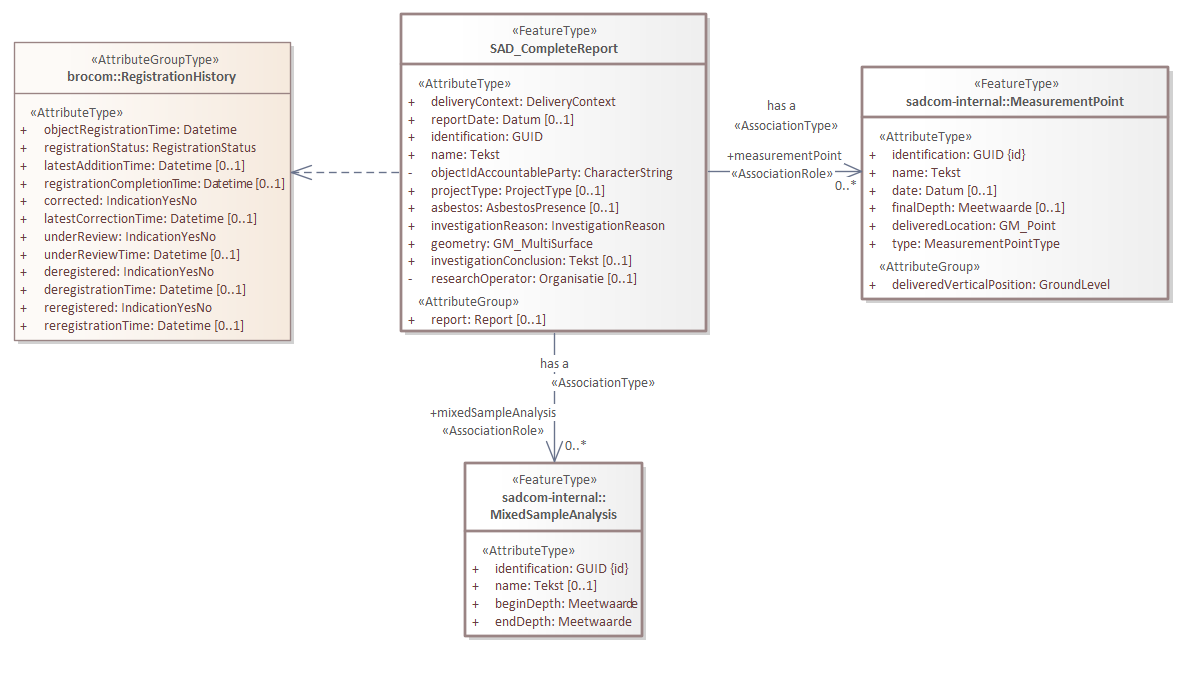 «AttributeGroupType»
brocom::RegistrationHistory
«AttributeType»
+ objectRegistrationTime: Datetime
+ registrationStatus: RegistrationStatus
+ latestAdditionTime: Datetime [0..1]
+ registrationCompletionTime: Datetime [0..1]
+ corrected: IndicationYesNo
+ latestCorrectionTime: Datetime [0..1]
+ underReview: IndicationYesNo
+ underReviewTime: Datetime [0..1]
+ deregistered: IndicationYesNo
+ deregistrationTime: Datetime [0..1]
+ reregistered: IndicationYesNo
+ reregistrationTime: Datetime [0..1]
«FeatureType»
SAD_CompleteReport
«AttributeType»
+ deliveryContext: DeliveryContext
+ reportDate: Datum [0..1]
+ identification: GUID
+ name: Tekst
- objectIdAccountableParty: CharacterString
+ projectType: ProjectType [0..1]
+ asbestos: AsbestosPresence [0..1]
+ investigationReason: InvestigationReason
+ geometry: GM_MultiSurface
+ investigationConclusion: Tekst [0..1]
- researchOperator: Organisatie [0..1]
«AttributeGroup»
+ report: Report [0..1]
has a
«AssociationType»
+measurementPoint
«AssociationRole»
0..*
«FeatureType»
sadcom-internal::MeasurementPoint
«AttributeType»
+ identification: GUID {id}
+ name: Tekst
+ date: Datum [0..1]
+ finalDepth: Meetwaarde [0..1]
+ deliveredLocation: GM_Point
+ type: MeasurementPointType
«AttributeGroup»
+ deliveredVerticalPosition: GroundLevel
has a
«AssociationType»
+mixedSampleAnalysis
«AssociationRole»
0..*
«FeatureType»
sadcom-internal::
MixedSampleAnalysis
«AttributeType»
+ identification: GUID {id}
+ name: Tekst [0..1]
+ beginDepth: Meetwaarde
+ endDepth: Meetwaarde